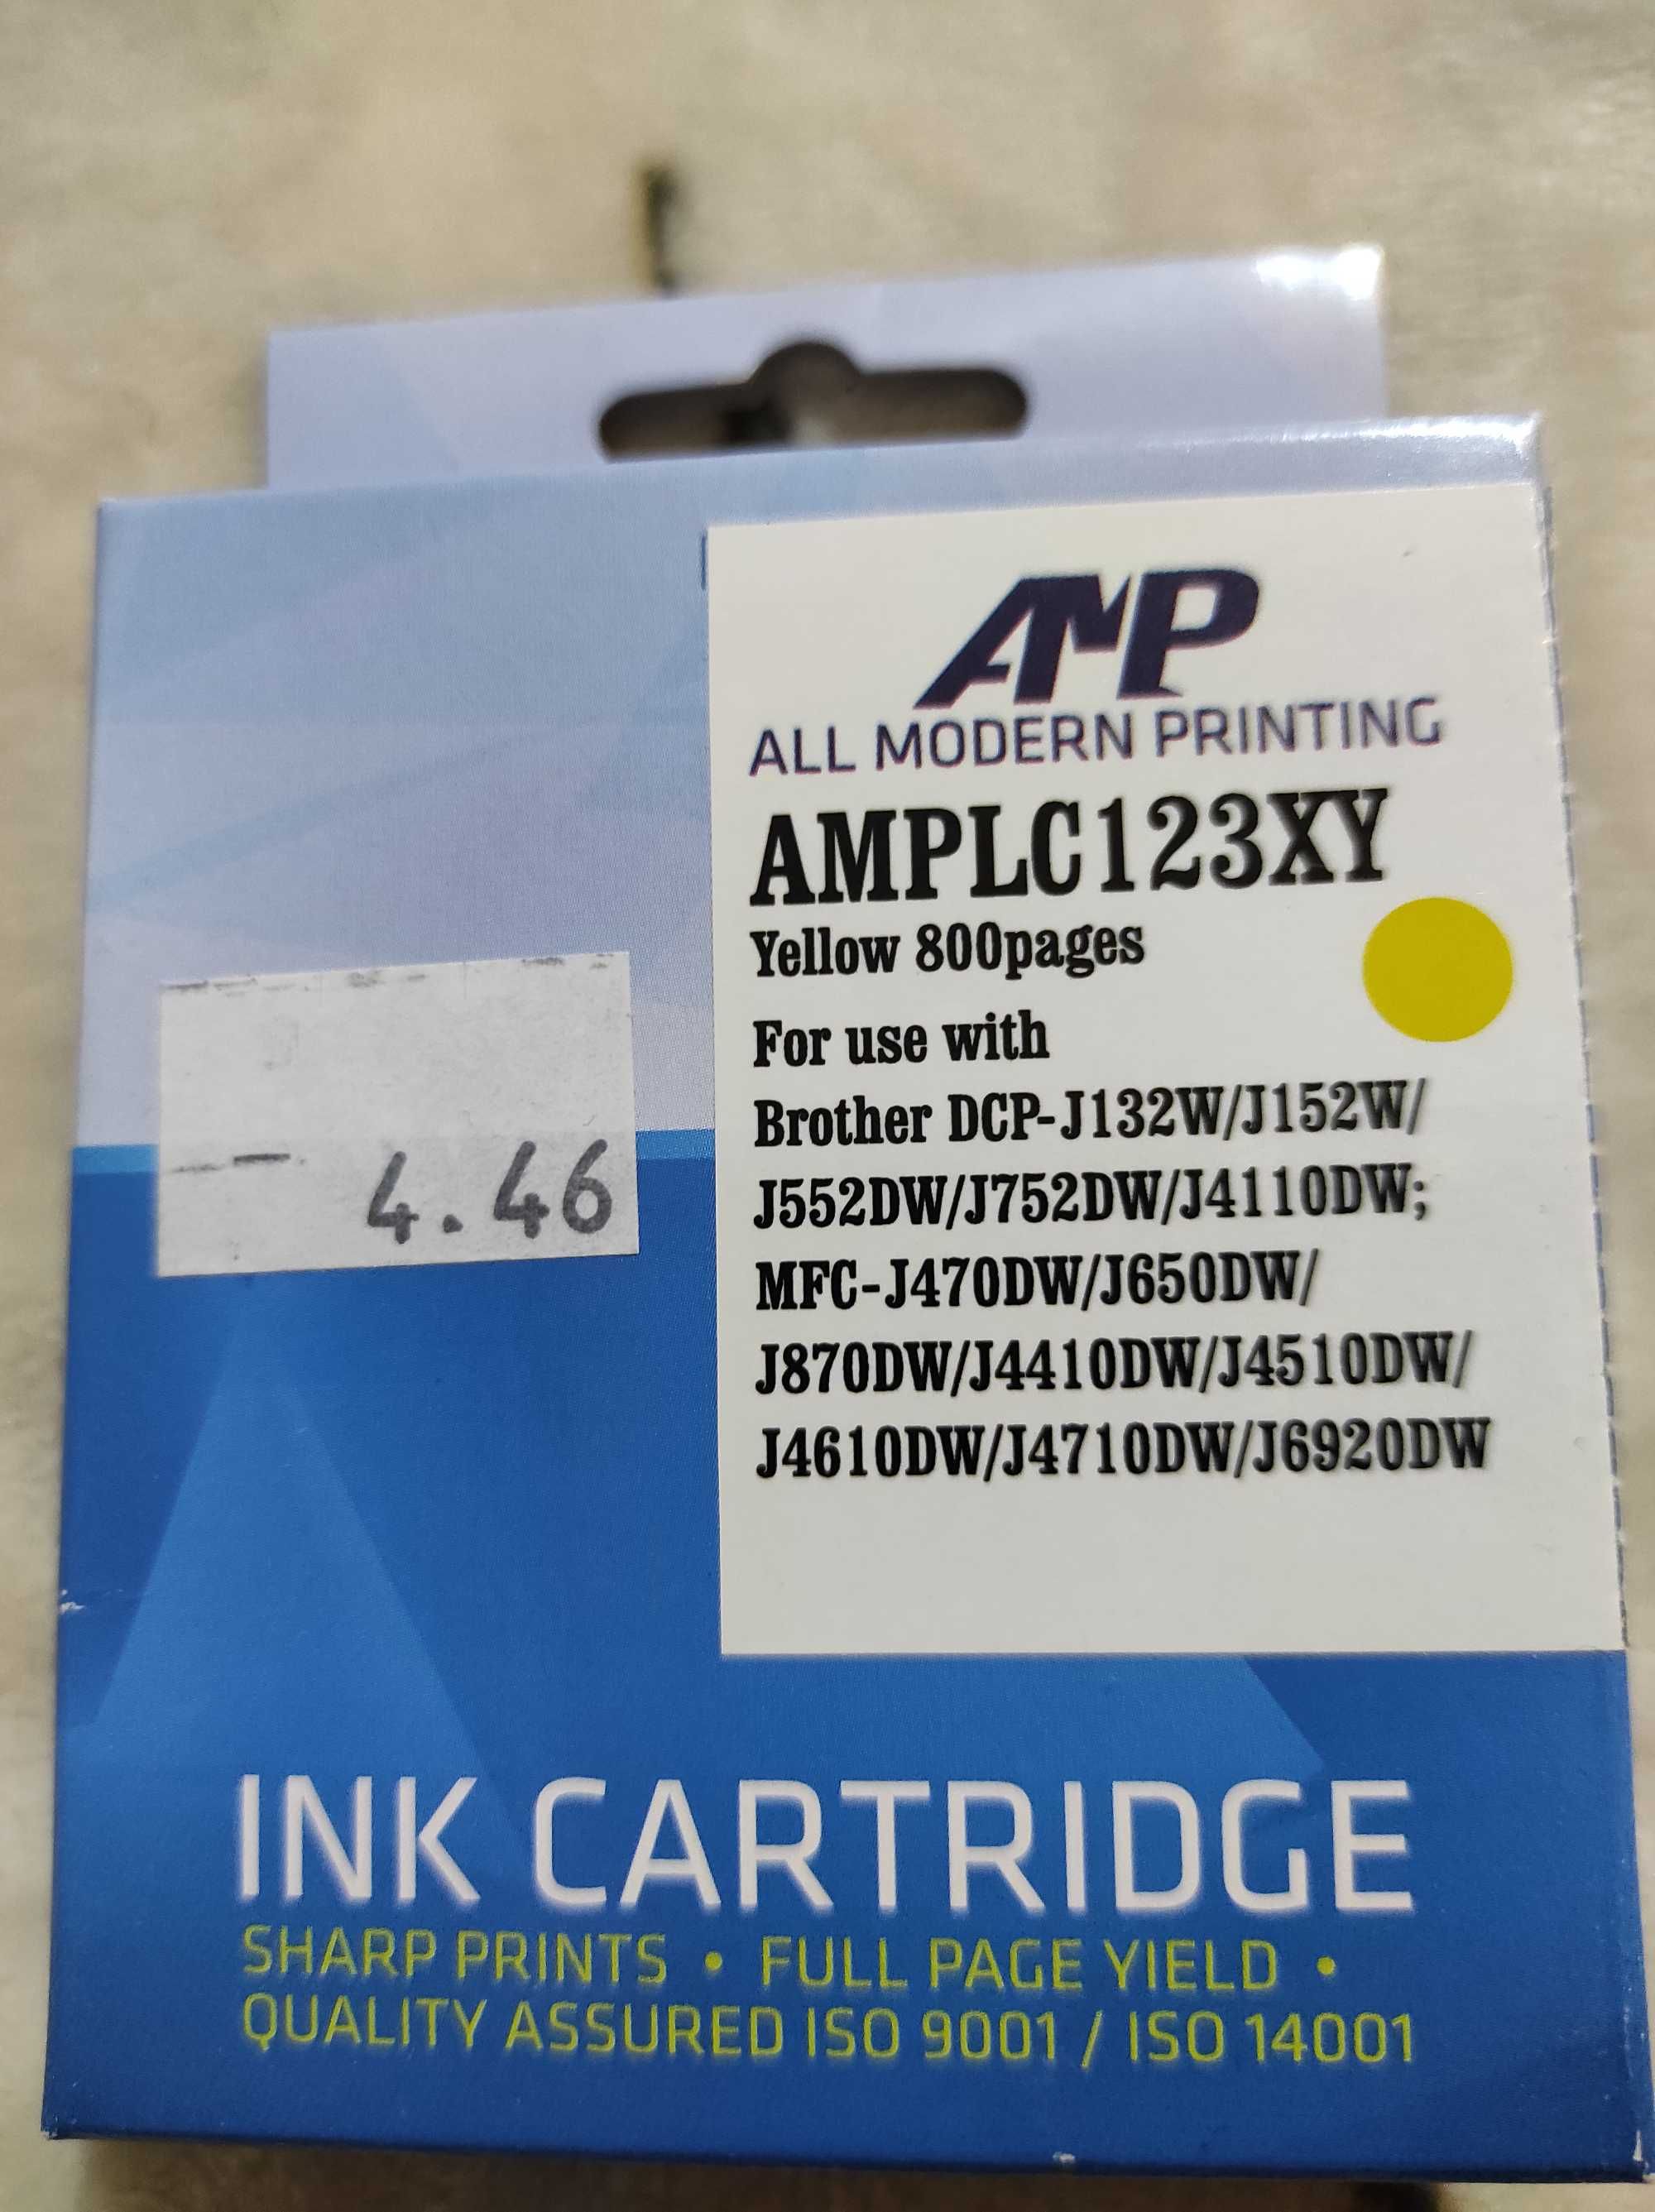 AMP
ALL MODERN PRINTING
AMPLC123XY
Yellow 800pages
For use with
Brother DCP-J132W/J152W/
J552DW/J752DW/J4110DW;
MFC-J470DW/J650DW/
J870DW/J4410DW/J4510DW/
J4610DW/J4710DW/J6920DW
4.46
INK CARTRIDGE
SHARP PRINTS • FULL PAGE YIELD •
QUALITY ASSURED ISO 9001 / ISO 14001